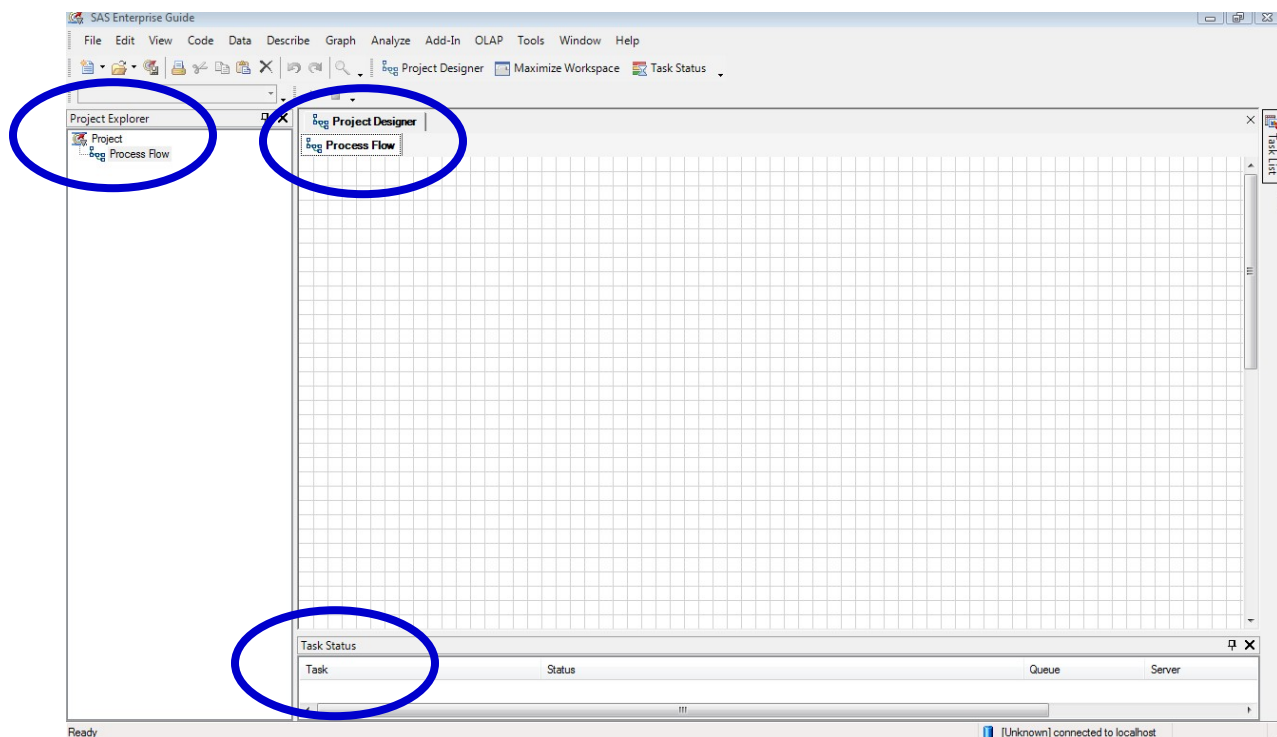 SAS Enterprise Guide
File Edit View Code Data Describe Graph Analyze Add-In OLAP Tools Window Help
Project Designer Maximize Workspace Task Status
Project Explorer
Project
Process Flow
Project Designer
Process Flow
Task List
Task Status
Task Status Queue Server
Ready [Unknown] connected to localhost